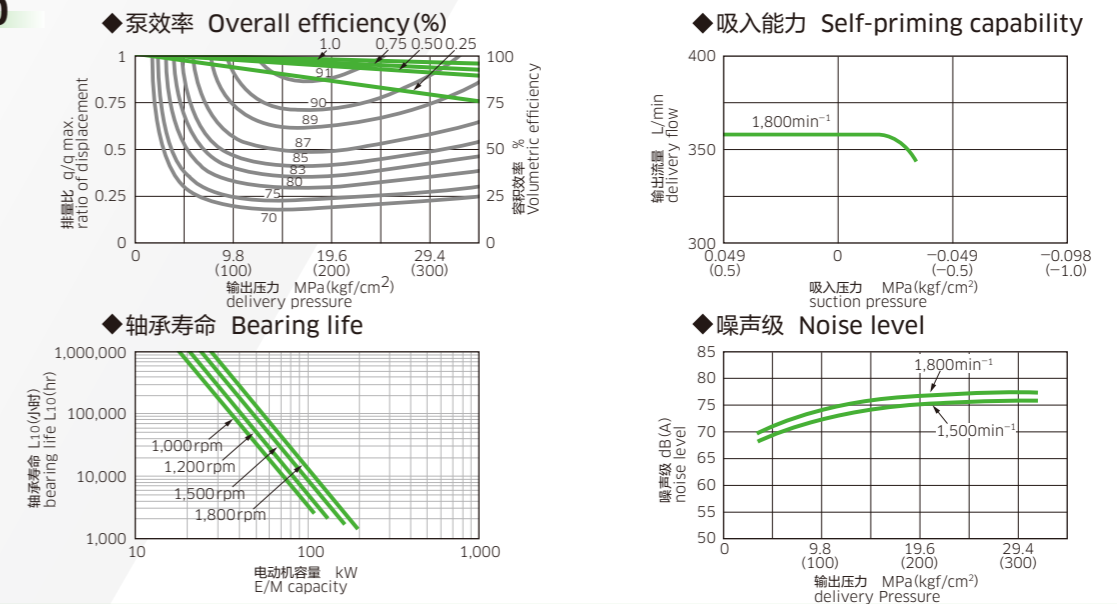 0
◆泵效率 Overall efficiency(%)
1.0 0.75 0.50 0.25
1
0.75
0.5
0.25
0
排量比 q/q max.
ratio of displacement
91
90
89
87
85
83
80
75
70
100
75
50
25
0
容积效率 %
Volumetric efficiency
0 9.8 19.6 29.4
(100) (200) (300)
输出压力 MPa(kgf/cm2)
delivery pressure
◆吸入能力 Self-priming capability
400
350
300
输出流量 L/min
delivery flow
1,800min⁻¹
0.049 0 −0.049 −0.098
(0.5) (−0.5) (−1.0)
吸入压力 MPa(kgf/cm²)
suction pressure
◆轴承寿命 Bearing life
1,000,000
100,000
10,000
1,000
轴承寿命 L10(小时)
bearing life L10(hr)
1,000rpm
1,200rpm
1,500rpm
1,800rpm
10 100 1,000
电动机容量 kW
E/M capacity
◆噪声级 Noise level
85
80
75
70
65
60
55
50
噪声级 dB(A)
noise level
1,800min⁻¹
1,500min⁻¹
0 9.8 19.6 29.4
(100) (200) (300)
输出压力 MPa(kgf/cm²)
delivery Pressure